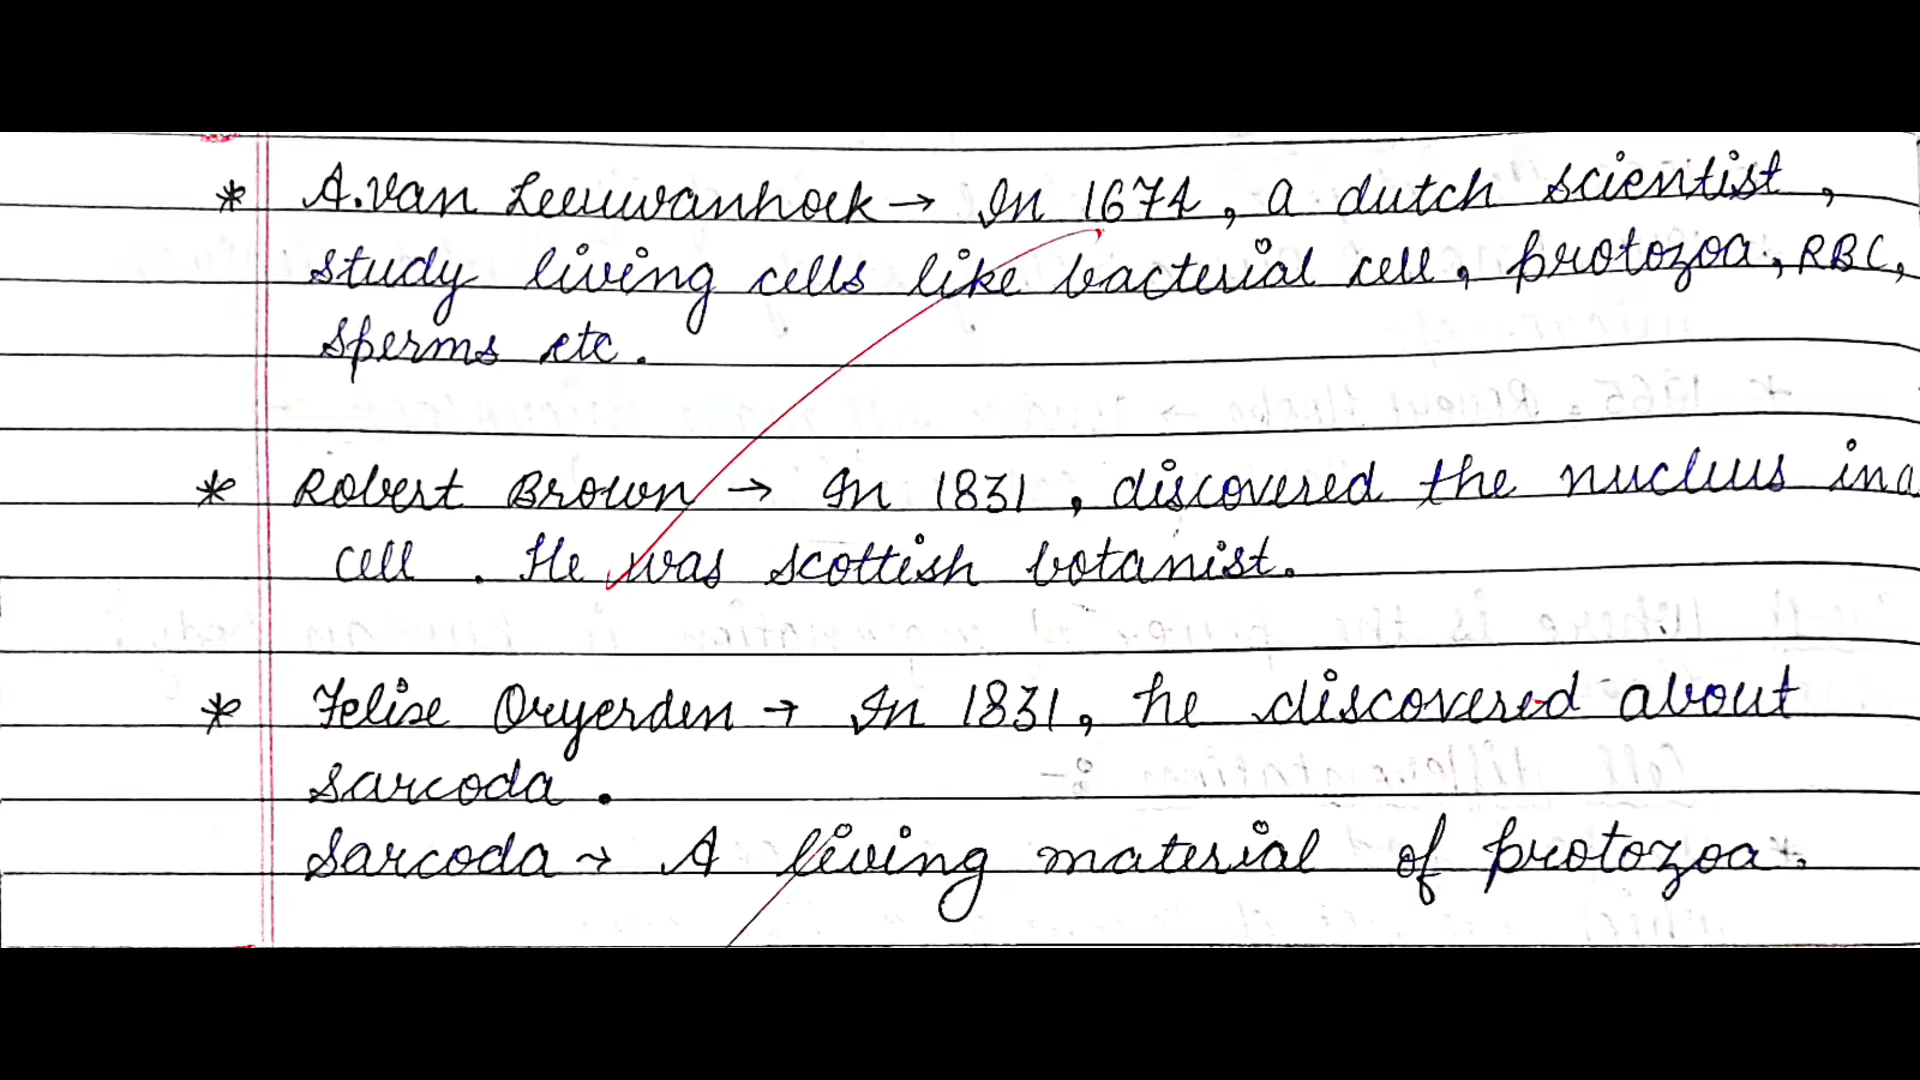 * A.van Leeuwanhoek → In 1674, a dutch scientist,
study living cells like bacterial cell, protozoa, RBC,
sperms etc.
* Robert Brown → In 1831, discovered the nucleus in a
cell. He was scottish botanist.
* Felise Oryerden → In 1831, he discovered about
sarcoda.
Sarcoda → A living material of protozoa.